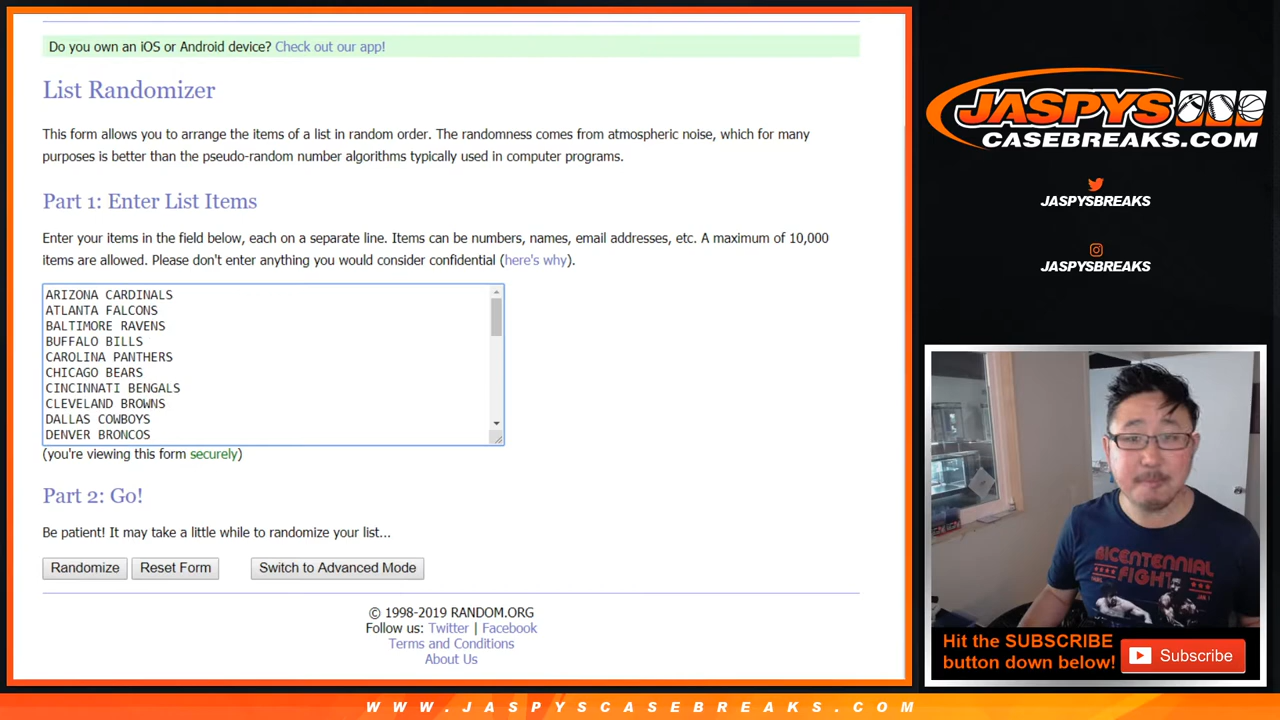 Do you own an iOS or Android device? Check out our app!
List Randomizer
This form allows you to arrange the items of a list in random order. The randomness comes from atmospheric noise, which for many
purposes is better than the pseudo-random number algorithms typically used in computer programs.
Part 1: Enter List Items
Enter your items in the field below, each on a separate line. Items can be numbers, names, email addresses, etc. A maximum of 10,000
items are allowed. Please don't enter anything you would consider confidential (here's why).
ARIZONA CARDINALS
ATLANTA FALCONS
BALTIMORE RAVENS
BUFFALO BILLS
CAROLINA PANTHERS
CHICAGO BEARS
CINCINNATI BENGALS
CLEVELAND BROWNS
DALLAS COWBOYS
DENVER BRONCOS
(you're viewing this form securely)
Part 2: Go!
Be patient! It may take a little while to randomize your list...
Randomize Reset Form Switch to Advanced Mode
© 1998-2019 RANDOM.ORG
Follow us: Twitter | Facebook
Terms and Conditions
About Us
JASPYS
CASEBREAKS.COM
JASPYSBREAKS
JASPYSBREAKS
BICENTENNIAL
FIGHT
Hit the SUBSCRIBE
button down below!
Subscribe
WWW.JASPYSCASEBREAKS.COM